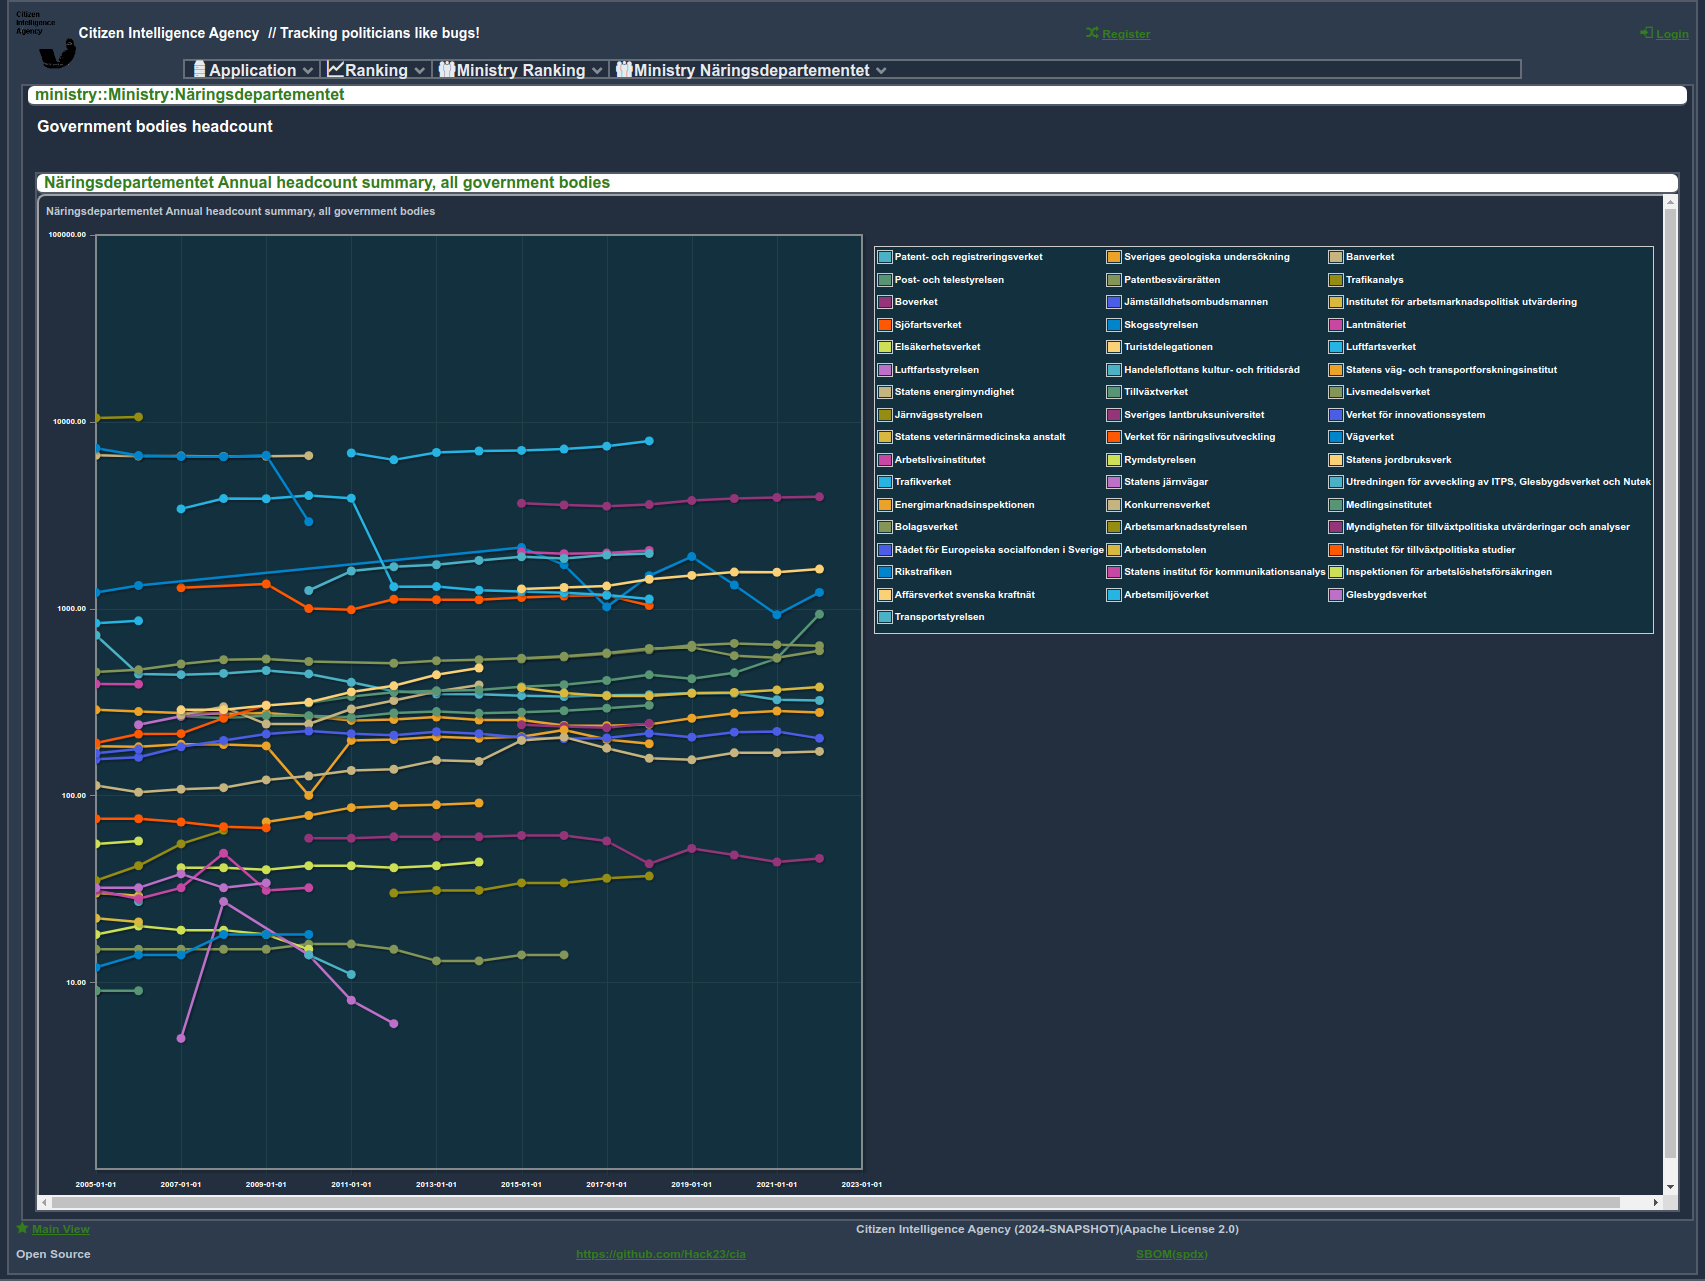 Citizen
Intelligence
Agency
Citizen Intelligence Agency // Tracking politicians like bugs!
Register
Login
Application
Ranking
Ministry Ranking
Ministry Näringsdepartementet
ministry::Ministry:Näringsdepartementet
Government bodies headcount
Näringsdepartementet Annual headcount summary, all government bodies
Näringsdepartementet Annual headcount summary, all government bodies
100000.00
10000.00
1000.00
100.00
10.00
2005-01-01
2007-01-01
2009-01-01
2011-01-01
2013-01-01
2015-01-01
2017-01-01
2019-01-01
2021-01-01
2023-01-01
Patent- och registreringsverket
Sveriges geologiska undersökning
Banverket
Post- och telestyrelsen
Patentbesvärsrätten
Trafikanalys
Boverket
Jämställdhetsombudsmannen
Institutet för arbetsmarknadspolitisk utvärdering
Sjöfartsverket
Skogsstyrelsen
Lantmäteriet
Elsäkerhetsverket
Turistdelegationen
Luftfartsverket
Luftfartsstyrelsen
Handelsflottans kultur- och fritidsråd
Statens väg- och transportforskningsinstitut
Statens energimyndighet
Tillväxtverket
Livsmedelsverket
Järnvägsstyrelsen
Sveriges lantbruksuniversitet
Verket för innovationssystem
Statens veterinärmedicinska anstalt
Verket för näringslivsutveckling
Vägverket
Arbetslivsinstitutet
Rymdstyrelsen
Statens jordbruksverk
Trafikverket
Statens järnvägar
Utredningen för avveckling av ITPS, Glesbygdsverket och Nutek
Energimarknadsinspektionen
Konkurrensverket
Medlingsinstitutet
Bolagsverket
Arbetsmarknadsstyrelsen
Myndigheten för tillväxtpolitiska utvärderingar och analyser
Rådet för Europeiska socialfonden i Sverige
Arbetsdomstolen
Institutet för tillväxtpolitiska studier
Rikstrafiken
Statens institut för kommunikationsanalys
Inspektionen för arbetslöshetsförsäkringen
Affärsverket svenska kraftnät
Arbetsmiljöverket
Glesbygdsverket
Transportstyrelsen
Main View
Citizen Intelligence Agency (2024-SNAPSHOT)(Apache License 2.0)
Open Source
https://github.com/Hack23/cia
SBOM(spdx)